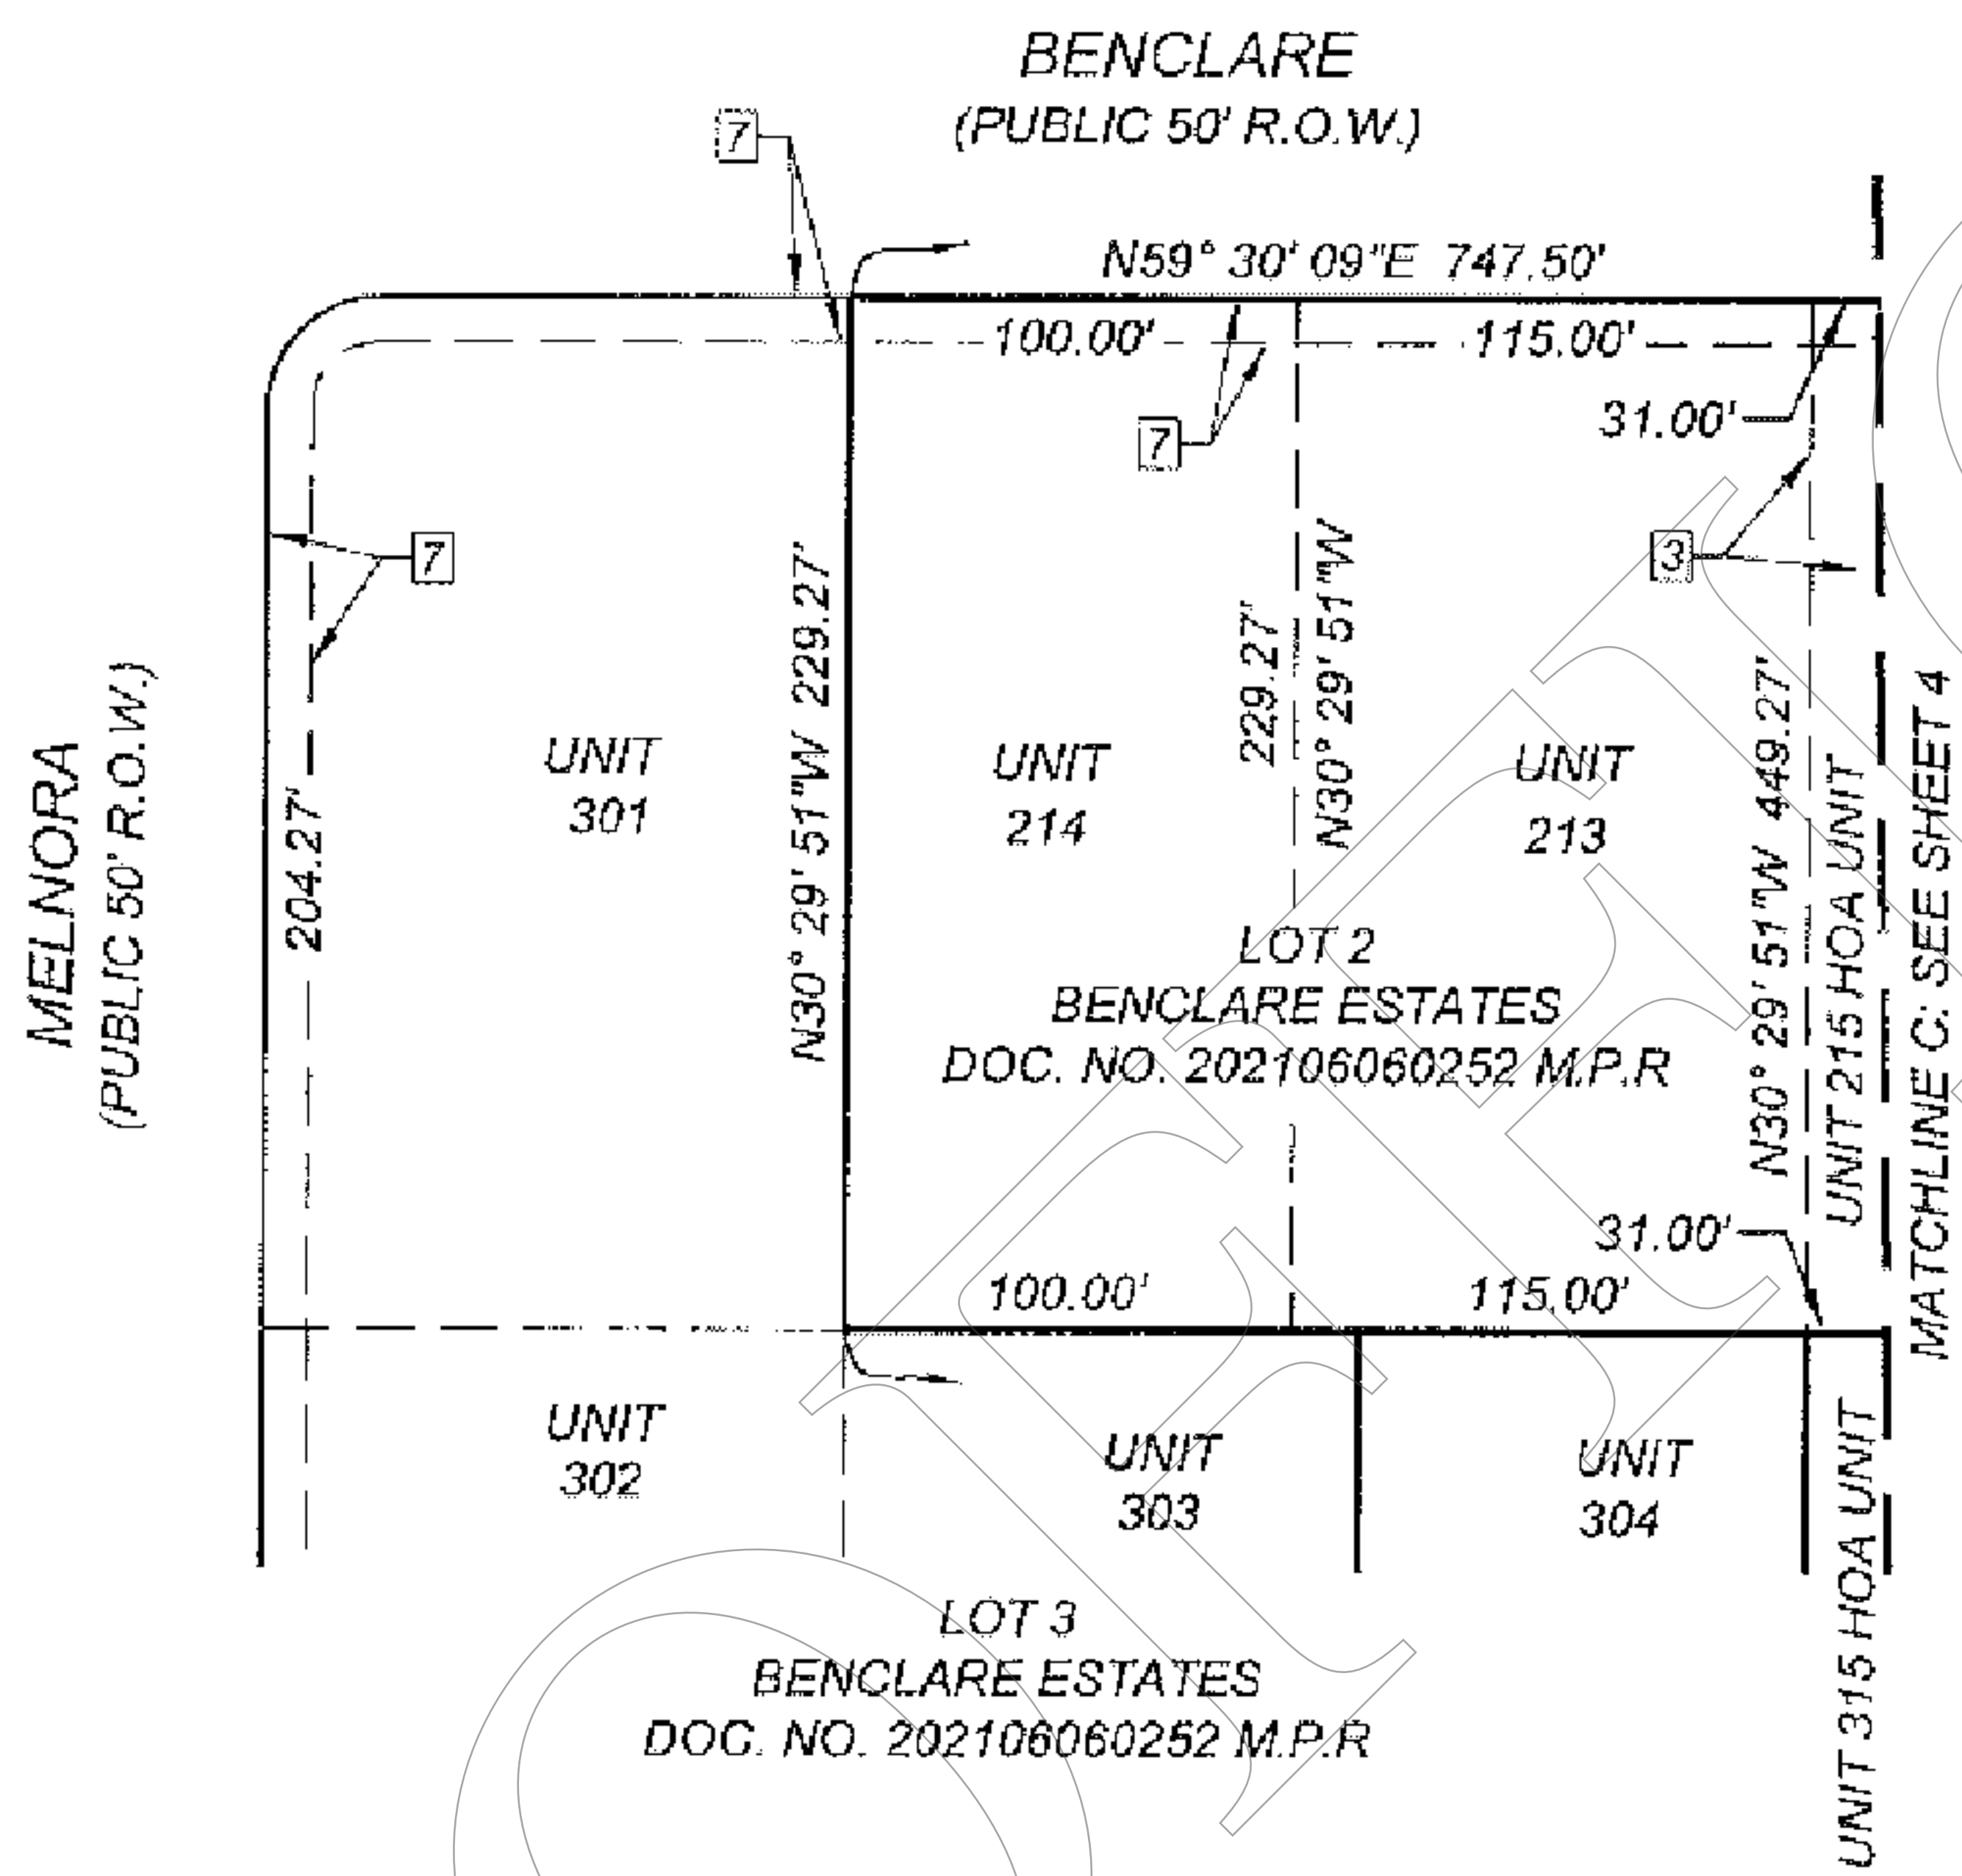 BENCLARE
(PUBLIC 50' R.O.W.)
7
N59° 30' 09"E 747.50'
100.00'
115.00'
31.00'
7
7
3
MELNORA
(PUBLIC 50' R.O.W.)
204.27'
N30° 29' 51"W 229.27'
229.27'
N30° 29' 51"W
N30° 29' 51"W 449.27'
UNIT 215 HOA UNIT
MATCHLINE C: SEE SHEET 4
UNIT
301
UNIT
214
UNIT
213
LOT 2
BENCLARE ESTATES
DOC. NO. 202106060252 M.P.R
31.00'
100.00'
115.00'
UNIT
302
UNIT
303
UNIT
304
UNIT 315 HOA UNIT
LOT 3
BENCLARE ESTATES
DOC. NO. 202106060252 M.P.R